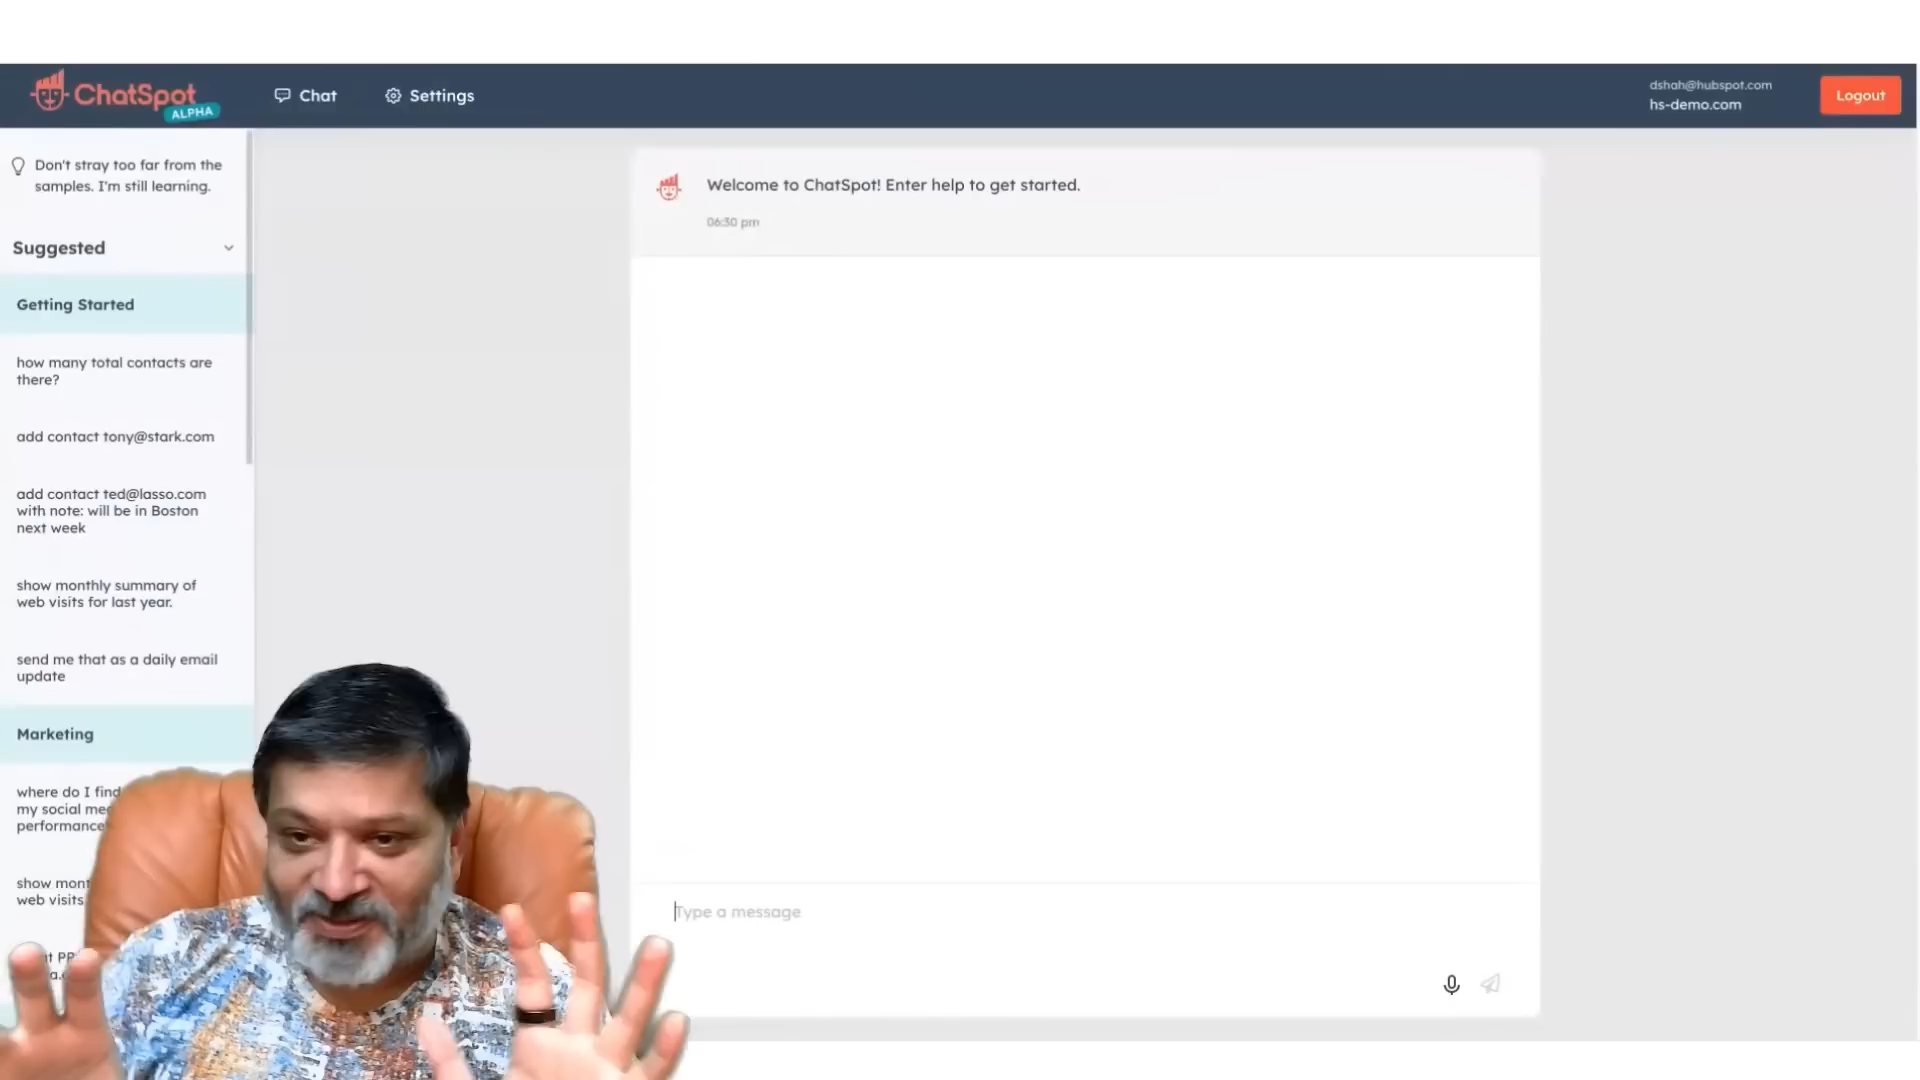 ChatSpot
ALPHA
Chat
Settings
dshah@hubspot.com
hs-demo.com
Logout
Don't stray too far from the
samples. I'm still learning.
Suggested
Getting Started
how many total contacts are
there?
add contact tony@stark.com
add contact ted@lasso.com
with note: will be in Boston
next week
show monthly summary of
web visits for last year.
send me that as a daily email
update
Marketing
where do I find
my social
performance
show
web visits
Welcome to ChatSpot! Enter help to get started.
06:30 pm
Type a message